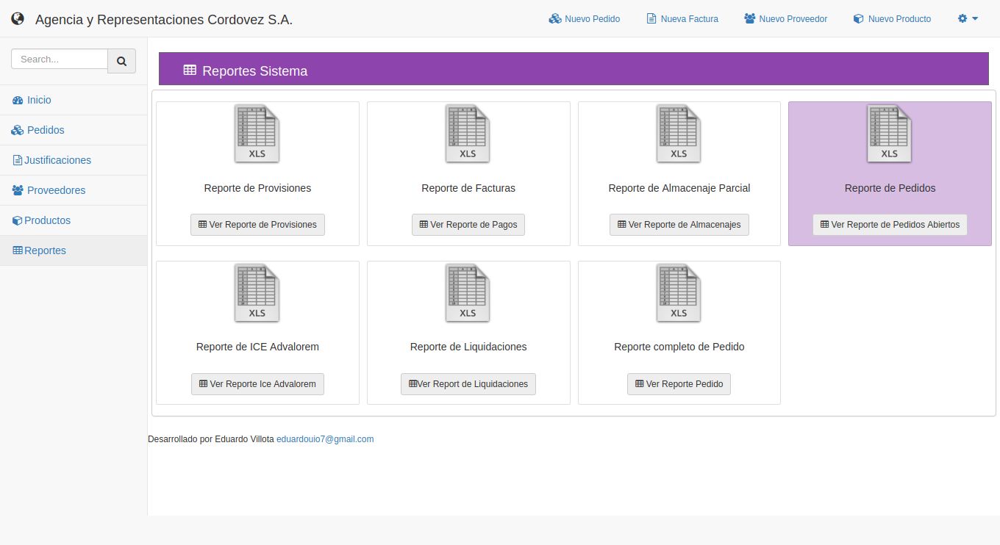 Agencia y Representaciones Cordovez S.A.
Nuevo Pedido
Nueva Factura
Nuevo Proveedor
Nuevo Producto
Search...
Inicio
Pedidos
Justificaciones
Proveedores
Productos
Reportes
Reportes Sistema
XLS
Reporte de Provisiones
Ver Reporte de Provisiones
XLS
Reporte de Facturas
Ver Reporte de Pagos
XLS
Reporte de Almacenaje Parcial
Ver Reporte de Almacenajes
XLS
Reporte de Pedidos
Ver Reporte de Pedidos Abiertos
XLS
Reporte de ICE Advalorem
Ver Reporte Ice Advalorem
XLS
Reporte de Liquidaciones
Ver Report de Liquidaciones
XLS
Reporte completo de Pedido
Ver Reporte Pedido
Desarrollado por Eduardo Villota eduardouio7@gmail.com